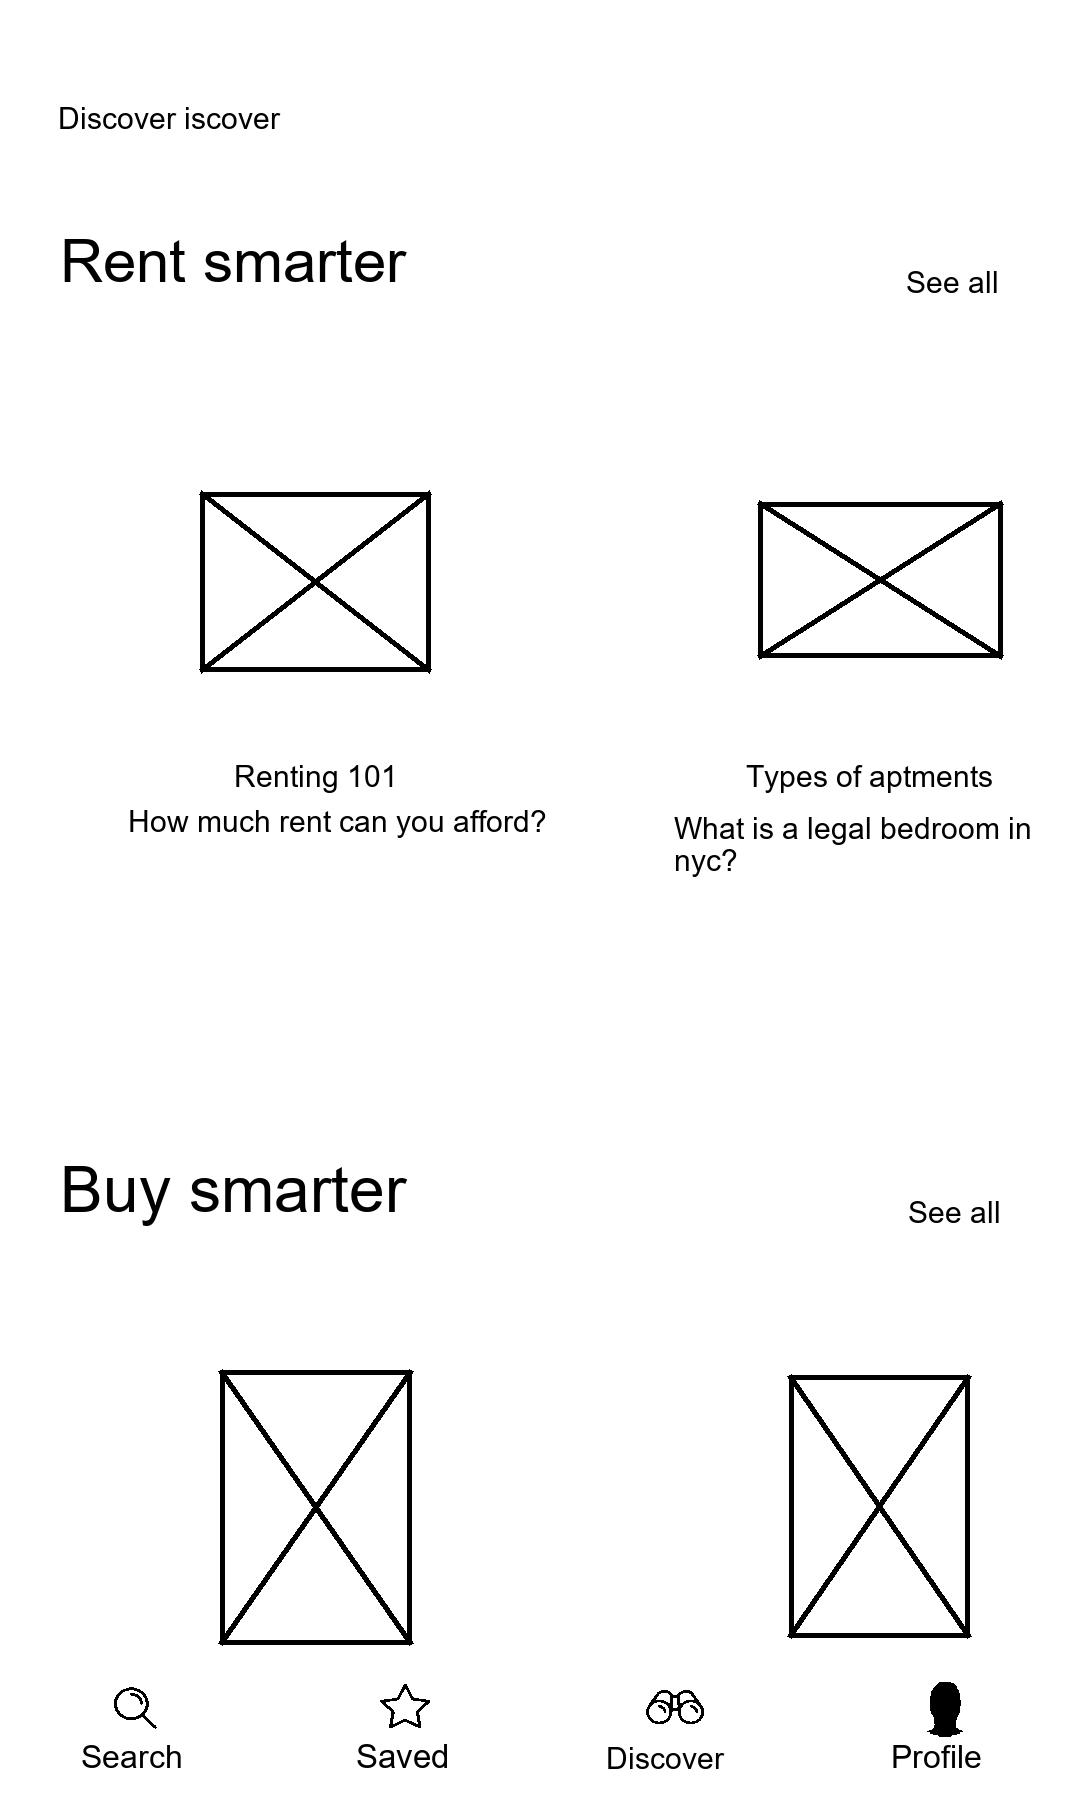 Discover iscover
Rent smarter
See all
Renting 101
How much rent can you afford?
Types of aptments
What is a legal bedroom in
nyc?
Buy smarter
See all
Search
Saved
Discover
Profile